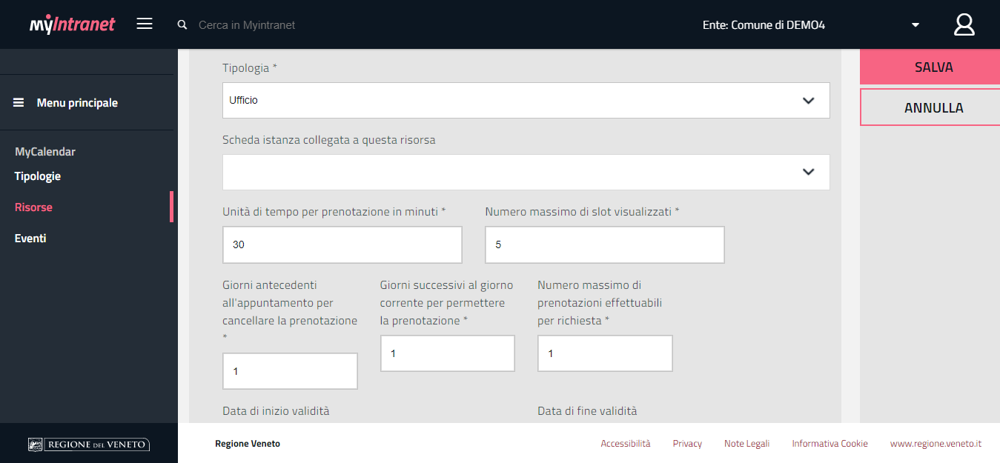 myIntranet
Cerca in Myintranet
Ente: Comune di DEMO4
Menu principale
MyCalendar
Tipologie
Risorse
Eventi
Tipologia *
Ufficio
Scheda istanza collegata a questa risorsa
Unità di tempo per prenotazione in minuti *
30
Numero massimo di slot visualizzati *
5
Giorni antecedenti
all'appuntamento per
cancellare la prenotazione
*
1
Giorni successivi al giorno
corrente per permettere
la prenotazione *
1
Numero massimo di
prenotazioni effettuabili
per richiesta *
1
Data di inizio validità
Data di fine validità
SALVA
ANNULLA
REGIONE DEL VENETO
Regione Veneto
Accessibilità
Privacy
Note Legali
Informativa Cookie
www.regione.veneto.it